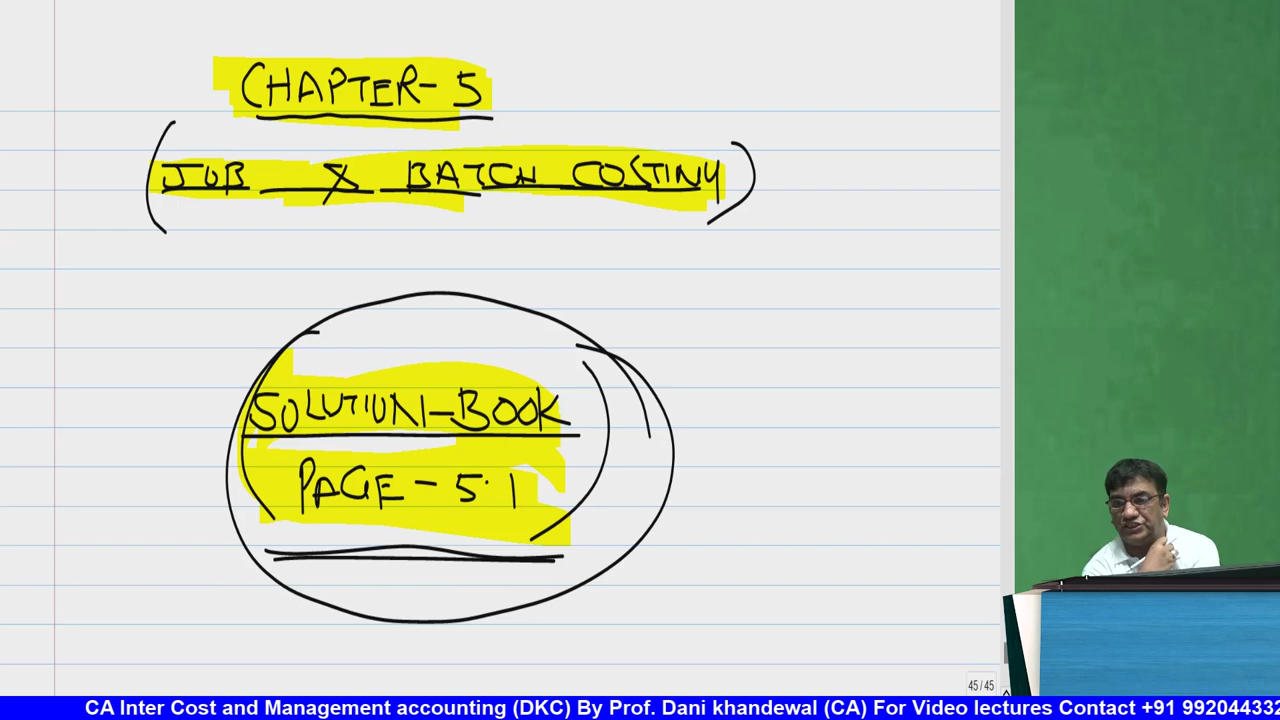 CHAPTER-5
(JOB & BATCH COSTING)
SOLUTION-BOOK
PAGE-5.1
45/45
CA Inter Cost and Management accounting (DKC) By Prof. Dani khandewal (CA) For Video lectures Contact +91 992044332